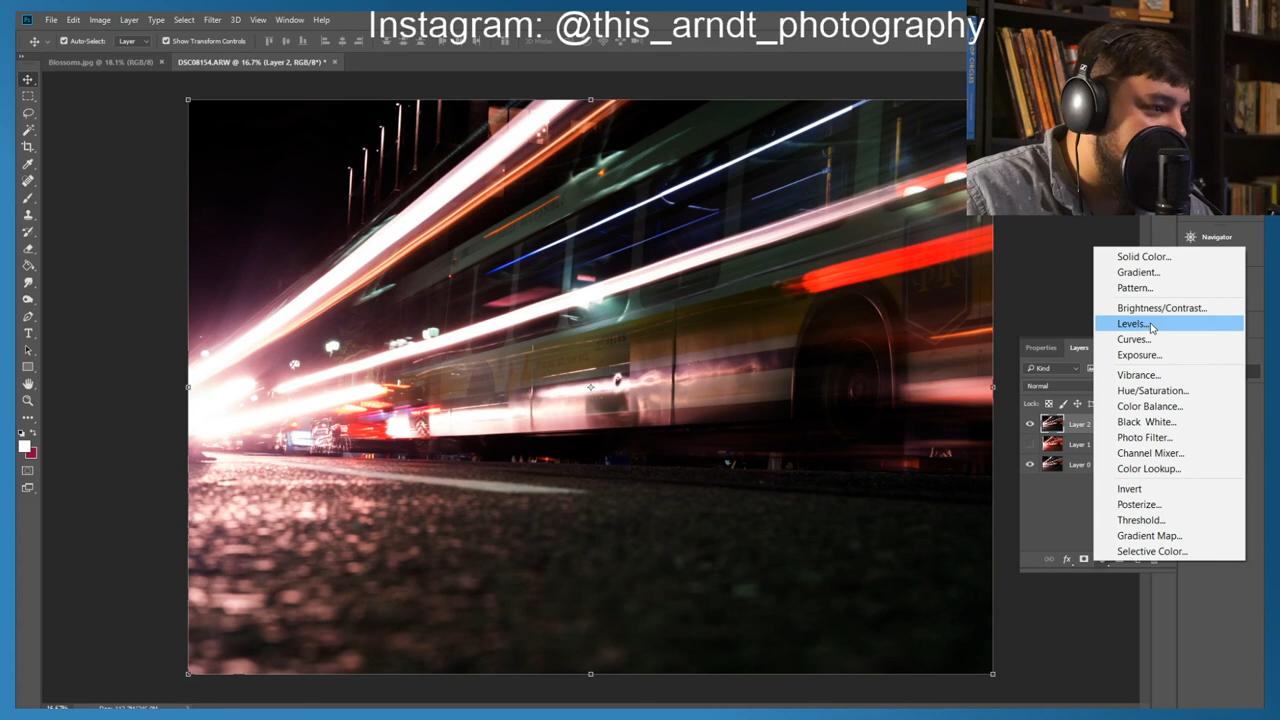 Instagram: @this_arndt_photography
Ps File Edit Image Layer Type Select Filter 3D View Window Help
Auto-Select: Layer Show Transform Controls
Blossoms.jpg @ 18.1% (RGB/8) × DSC08154.ARW @ 16.7% (Layer 2, RGB/8*) * ×
Navigator
Solid Color...
Gradient...
Pattern...
Brightness/Contrast...
Levels...
Curves...
Exposure...
Vibrance...
Hue/Saturation...
Color Balance...
Black White...
Photo Filter...
Channel Mixer...
Color Lookup...
Invert
Posterize...
Threshold...
Gradient Map...
Selective Color...
Properties Layers
Kind
Normal
Lock:
Layer 2
Layer 1
Layer 0
fx